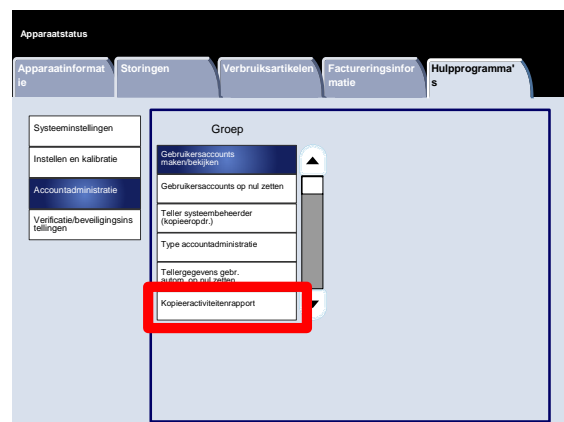 Apparaatstatus
Apparaatinformat
ie
Storingen
Verbruiksartikelen
Factureringsinfor
matie
Hulpprogramma'
s
Systeeminstellingen
Instellen en kalibratie
Accountadministratie
Verificatie/beveiligingsins
tellingen
Groep
Gebruikersaccounts
maken/bekijken
Gebruikersaccounts op nul zetten
Teller systeembeheerder
(kopieeropdr.)
Type accountadministratie
Tellergegevens gebr.
autom. op nul zetten
Kopieeractiviteitenrapport